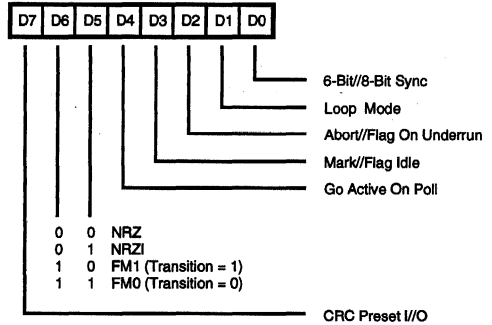 D7 D6 D5 D4 D3 D2 D1 D0
6-Bit//8-Bit Sync
Loop Mode
Abort//Flag On Underrun
Mark//Flag Idle
Go Active On Poll
0 0 NRZ
0 1 NRZI
1 0 FM1 (Transition = 1)
1 1 FM0 (Transition = 0)
CRC Preset I//O